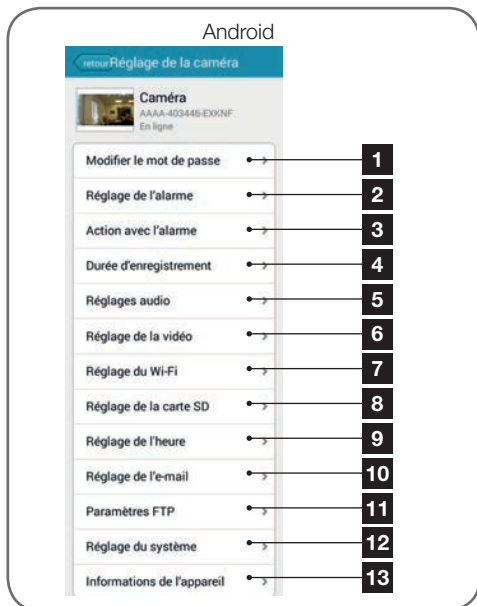 Android
retour Réglage de la caméra
Caméra
AAAA-403446-EXKNF
En ligne
Modifier le mot de passe 1
Réglage de l'alarme 2
Action avec l'alarme 3
Durée d'enregistrement 4
Réglages audio 5
Réglage de la vidéo 6
Réglage du Wi-Fi 7
Réglage de la carte SD 8
Réglage de l'heure 9
Réglage de l'e-mail 10
Paramètres FTP 11
Réglage du système 12
Informations de l'appareil 13